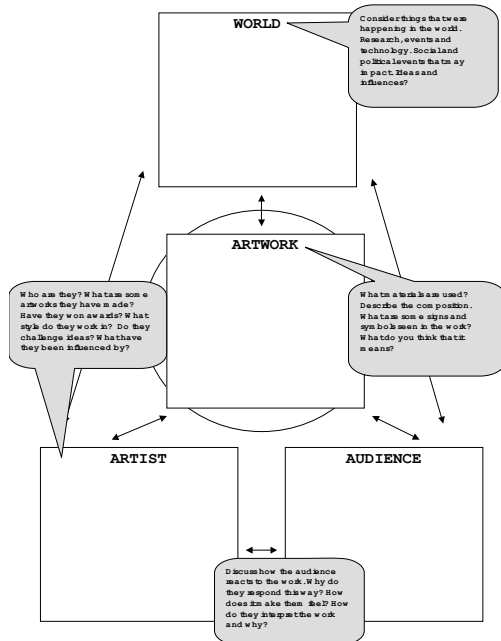 WORLD
Consider things that were
happening in the world.
Research, events and
technology. Social and
political events that may
impact. Ideas and
influences?
ARTWORK
Who are they? What are some
artworks they have made?
Have they won awards? What
style do they work in? Do they
challenge ideas? What have
they been influenced by?
What materials are used?
Describe the composition.
What are some signs and
symbols seen in the work?
What do you think that it
means?
ARTIST
AUDIENCE
Discuss how the audience
reacts to the work. Why do
they respond this way? How
does it make them feel? How
do they interpret the work
and why?